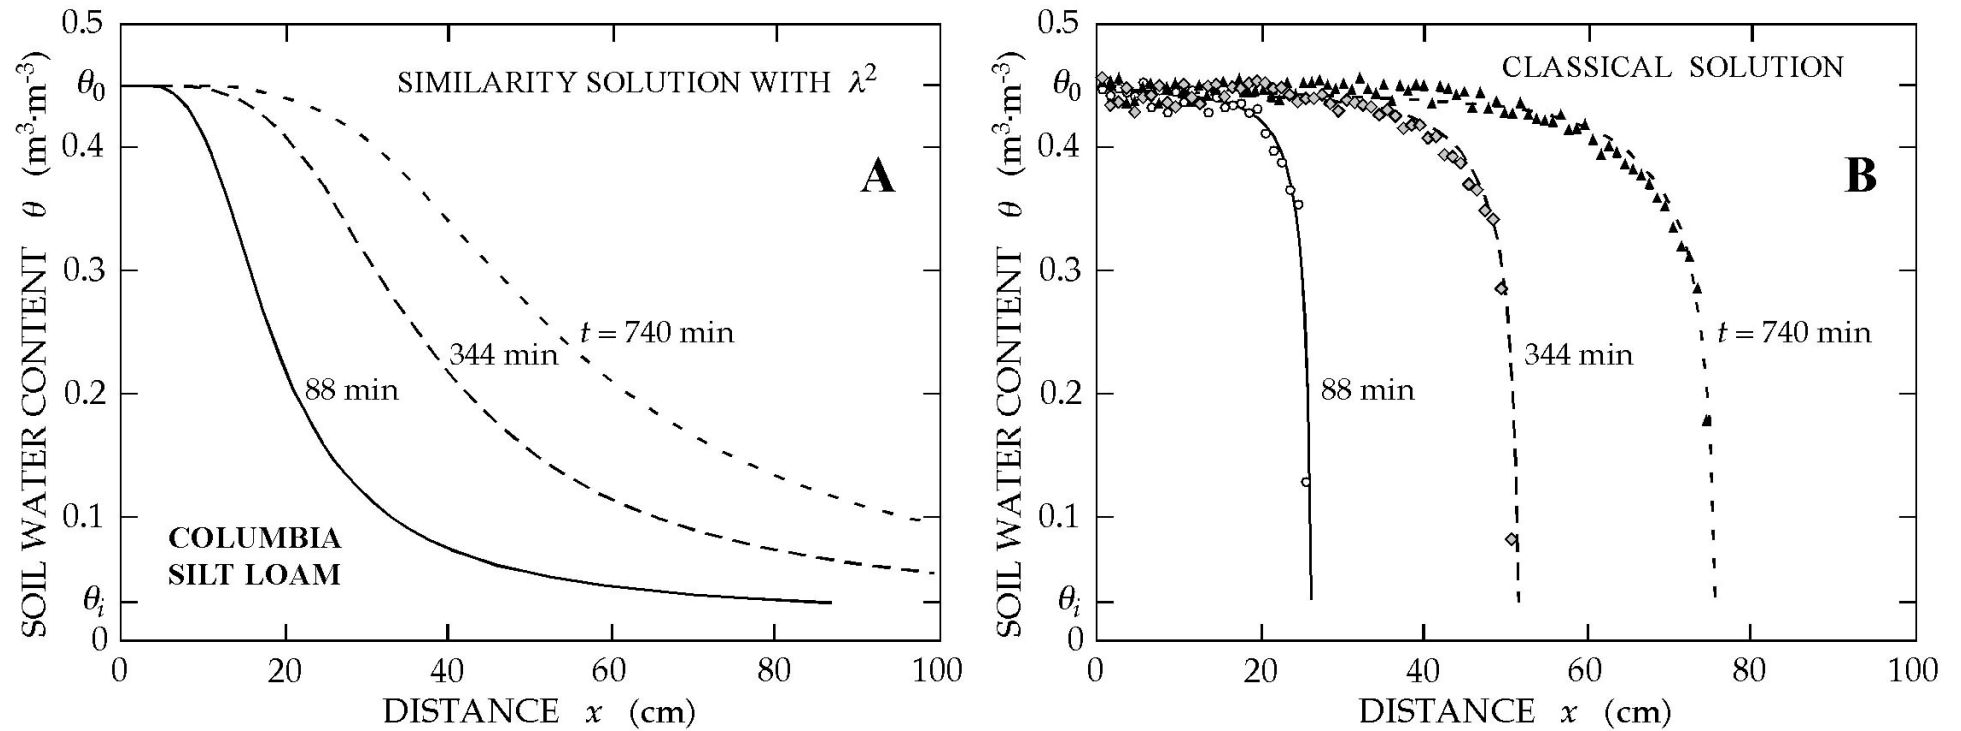 SOIL WATER CONTENT θ (m³·m⁻³)
0.5
θ₀
0.4
0.3
0.2
0.1
θᵢ
0
SIMILARITY SOLUTION WITH λ²
A
t = 740 min
344 min
88 min
COLUMBIA
SILT LOAM
0 20 40 60 80 100
DISTANCE x (cm)
SOIL WATER CONTENT θ (m³·m⁻³)
0.5
θ₀
0.4
0.3
0.2
0.1
θᵢ
0
CLASSICAL SOLUTION
B
t = 740 min
344 min
88 min
0 20 40 60 80 100
DISTANCE x (cm)